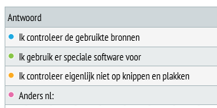 Antwoord
Ik controleer de gebruikte bronnen
Ik gebruik er speciale software voor
Ik controleer eigenlijk niet op knippen en plakken
Anders nl: